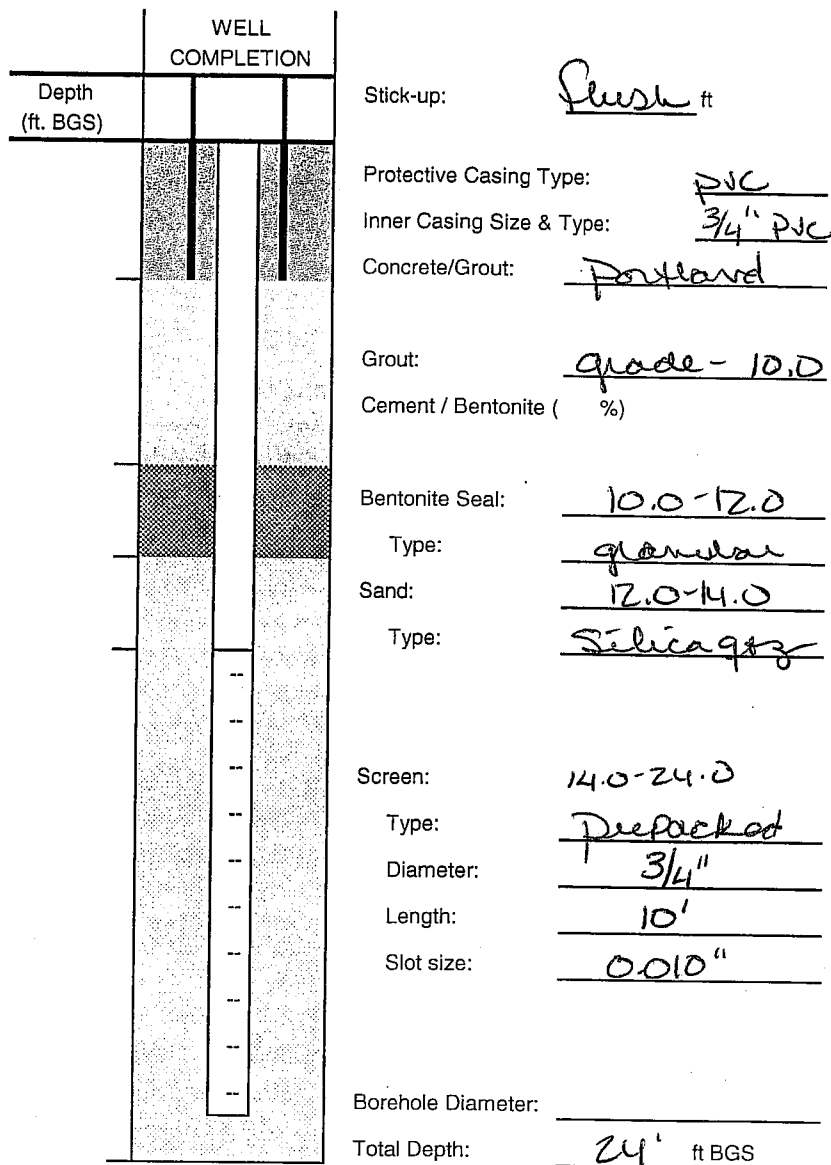 WELL
COMPLETION
Depth
(ft. BGS)
Stick-up: flush ft
Protective Casing Type: PVC
Inner Casing Size & Type: 3/4" PVC
Concrete/Grout: Portland
Grout: grade - 10.0
Cement / Bentonite ( %)
Bentonite Seal: 10.0-12.0
Type: granular
Sand: 12.0-14.0
Type: Silica qtz
Screen: 14.0-24.0
Type: Prepacked
Diameter: 3/4"
Length: 10'
Slot size: 0.010"
Borehole Diameter:
Total Depth: 24' ft BGS